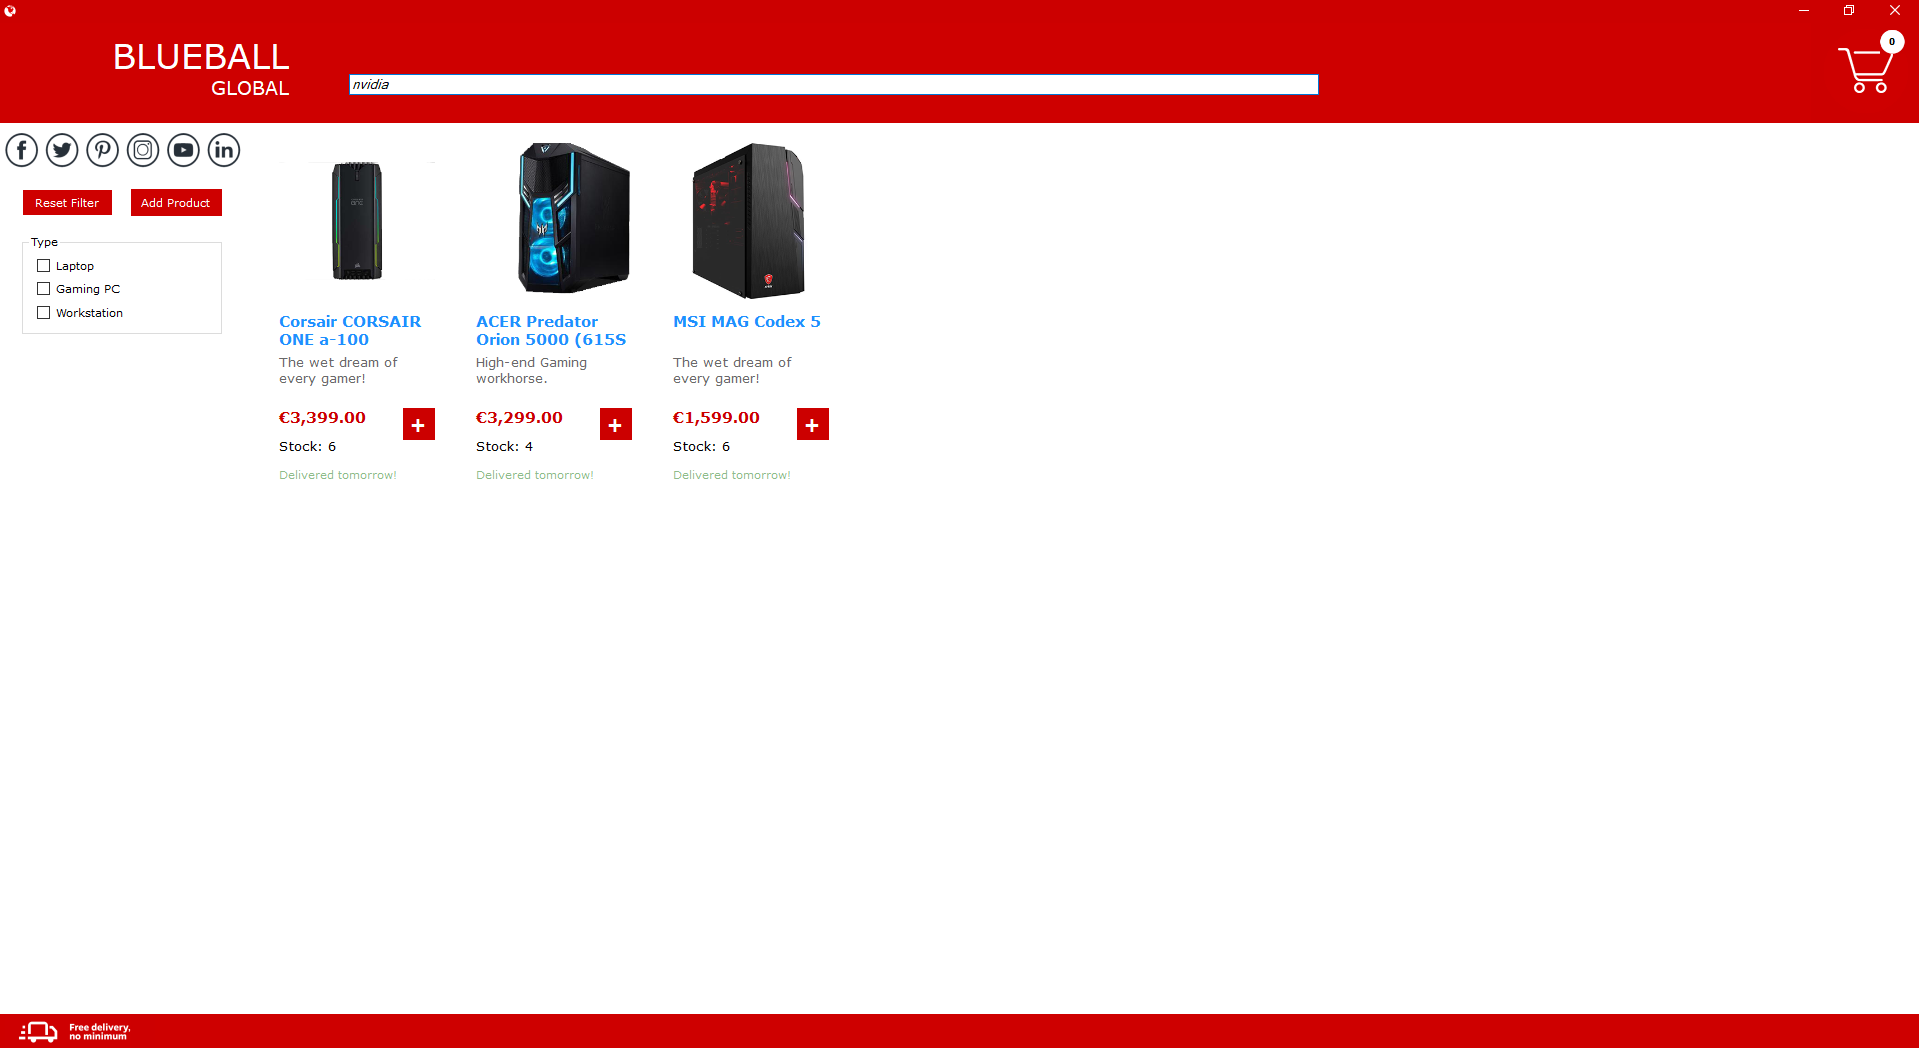 BLUEBALL
GLOBAL
nvidia
0
Reset Filter
Add Product
Type
Laptop
Gaming PC
Workstation
Corsair CORSAIR
ONE a-100
The wet dream of
every gamer!
€3,399.00
+
Stock: 6
Delivered tomorrow!
ACER Predator
Orion 5000 (615S
High-end Gaming
workhorse.
€3,299.00
+
Stock: 4
Delivered tomorrow!
MSI MAG Codex 5
The wet dream of
every gamer!
€1,599.00
+
Stock: 6
Delivered tomorrow!
Free delivery,
no minimum